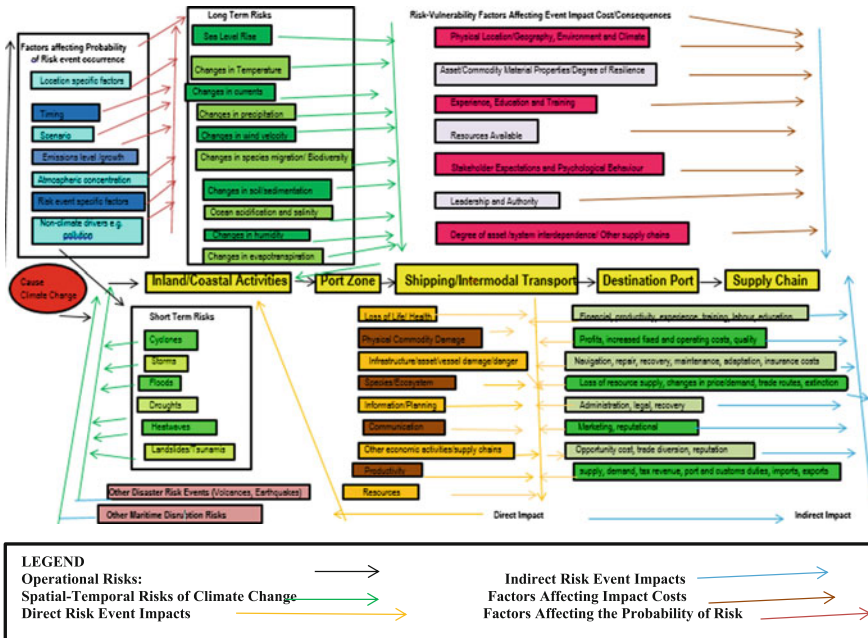 Long Term Risks
Risk-Vulnerability Factors Affecting Event Impact Cost/Consequences
Factors affecting Probability
of Risk event occurrence
Location specific factors
Timing
Scenario
Emissions level /growth
Atmospheric concentration
Risk event specific factors
Non-climate drivers e.g.
pollution
Sea Level Rise
Changes in Temperature
Changes in currents
Changes in precipitation
Changes in wind velocity
Changes in species migration/ Biodiversity
Changes in soil/sedimentation
Ocean acidification and salinity
Changes in humidity
Changes in evapotranspiration
Physical Location/Geography, Environment and Climate
Asset/Commodity Material Properties/Degree of Resilience
Experience, Education and Training
Resources Available
Stakeholder Expectations and Psychological Behaviour
Leadership and Authority
Degree of asset /system interdependence/ Other supply chains
Cause
Climate Change
Inland/Coastal Activities
Port Zone
Shipping/Intermodal Transport
Destination Port
Supply Chain
Short Term Risks
Cyclones
Storms
Floods
Droughts
Heatwaves
Landslides/Tsunamis
Other Disaster Risk Events (Volcanoes, Earthquakes)
Other Maritime Disruption Risks
Loss of Life/ Health
Physical Commodity Damage
Infrastructure/asset/vessel damage/danger
Species/Ecosystem
Information/Planning
Communication
Other economic activities/supply chains
Productivity
Resources
Financial, productivity, experience, training, labour, education
Profits, increased fixed and operating costs, quality
Navigation, repair, recovery, maintenance, adaptation, insurance costs
Loss of resource supply, changes in price/demand, trade routes, extinction
Administration, legal, recovery
Marketing, reputational
Opportunity cost, trade diversion, reputation
supply, demand, tax revenue, port and customs duties, imports, exports
Direct Impact
Indirect Impact
LEGEND
Operational Risks:
Spatial-Temporal Risks of Climate Change
Direct Risk Event Impacts
Indirect Risk Event Impacts
Factors Affecting Impact Costs
Factors Affecting the Probability of Risk